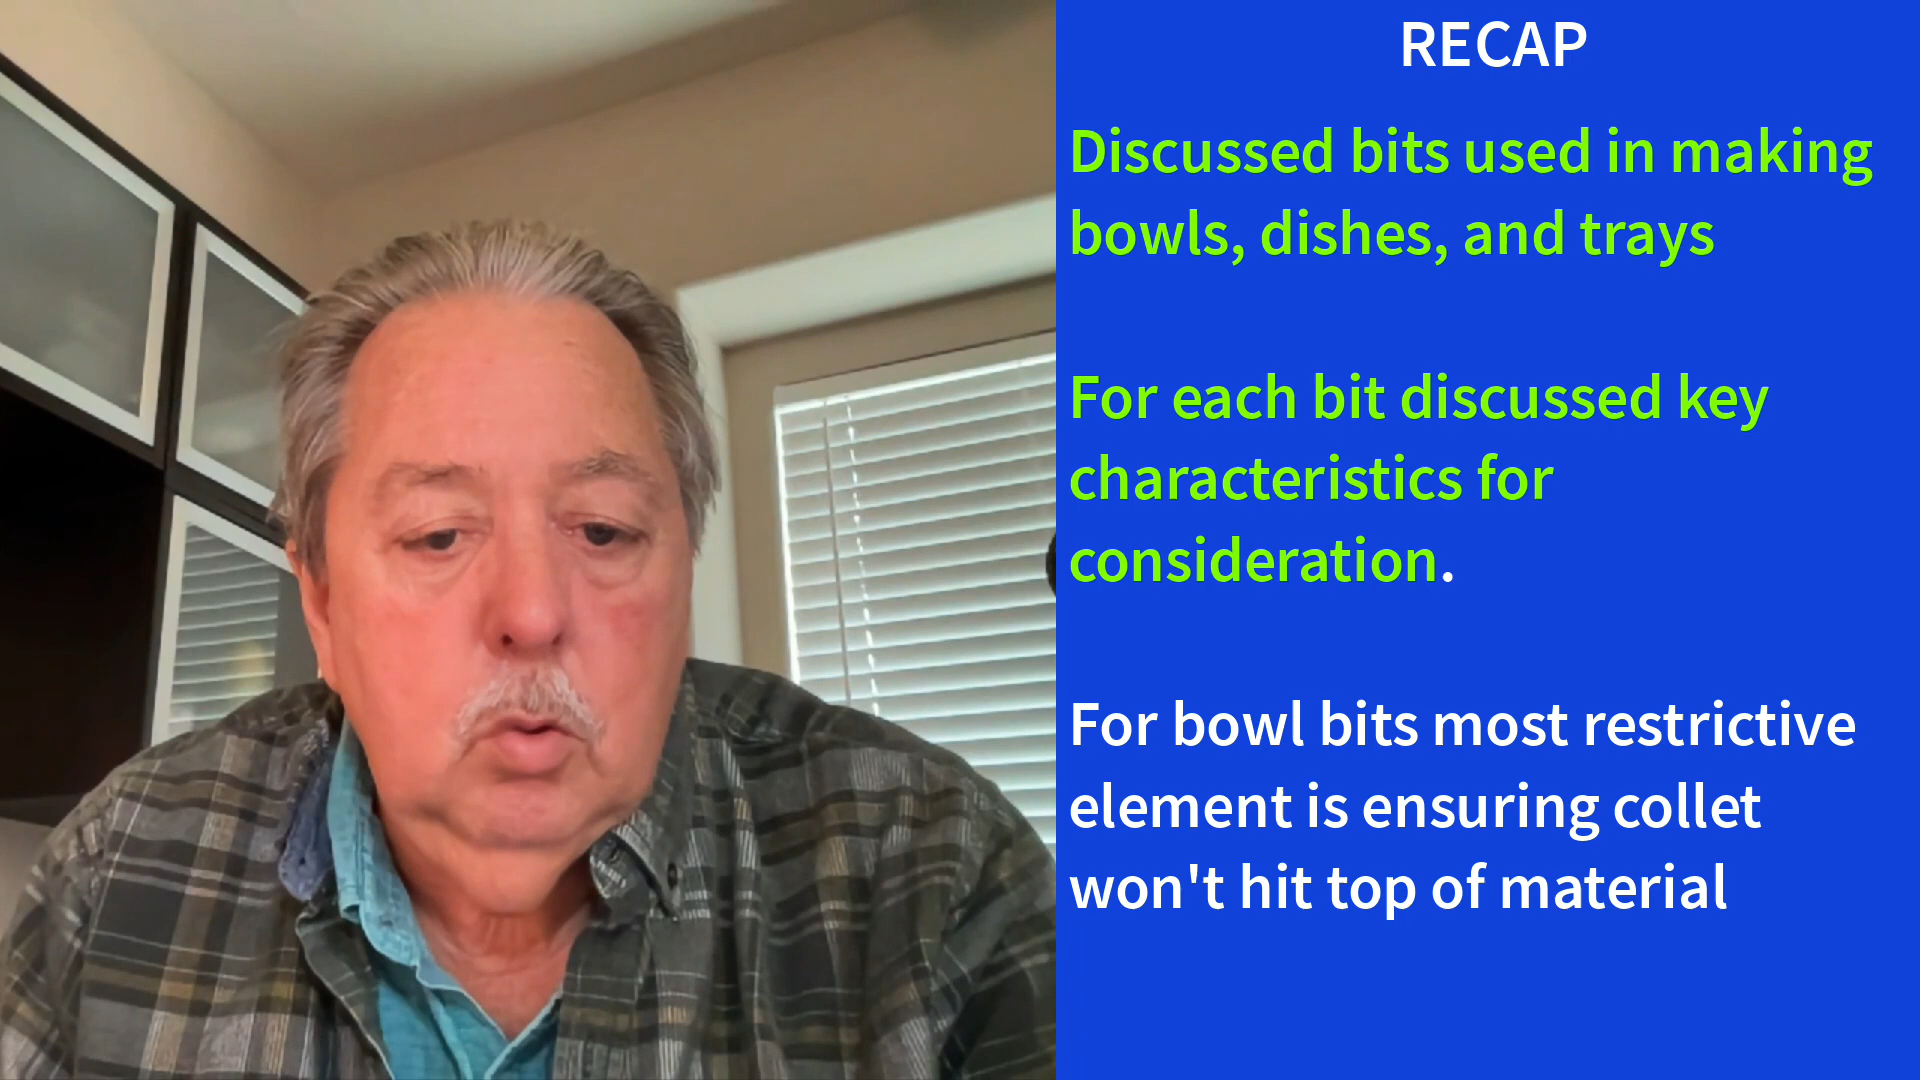 RECAP
Discussed bits used in making
bowls, dishes, and trays
For each bit discussed key
characteristics for
consideration.
For bowl bits most restrictive
element is ensuring collet
won't hit top of material